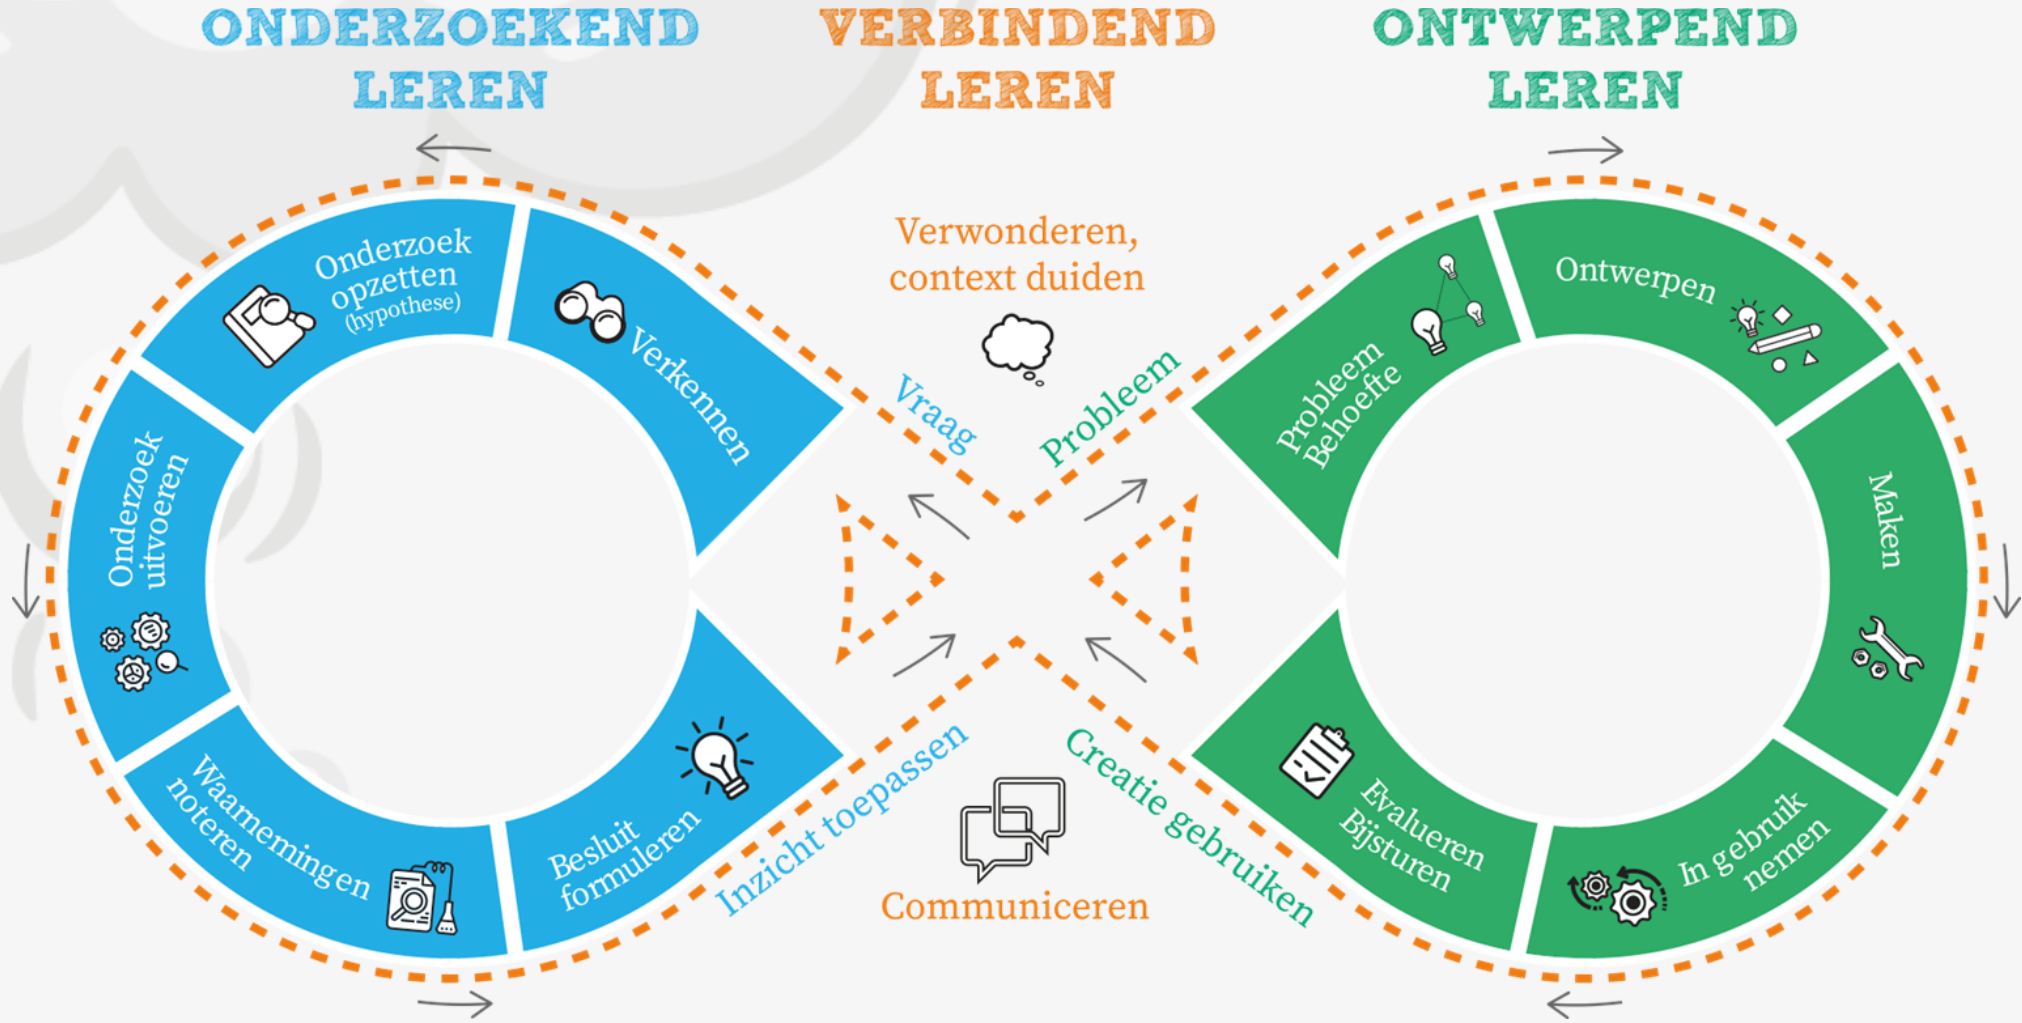 ONDERZOEKEND
LEREN
VERBINDEND
LEREN
ONTWERPEND
LEREN
Verwonderen,
context duiden
Vraag
Probleem
Verkennen
Onderzoek
opzetten
(hypothese)
Onderzoek
uitvoeren
Waarnemingen
noteren
Besluit
formuleren
Inzicht toepassen
Probleem
Behoefte
Ontwerpen
Maken
In gebruik
nemen
Evalueren
Bijsturen
Creatie gebruiken
Communiceren